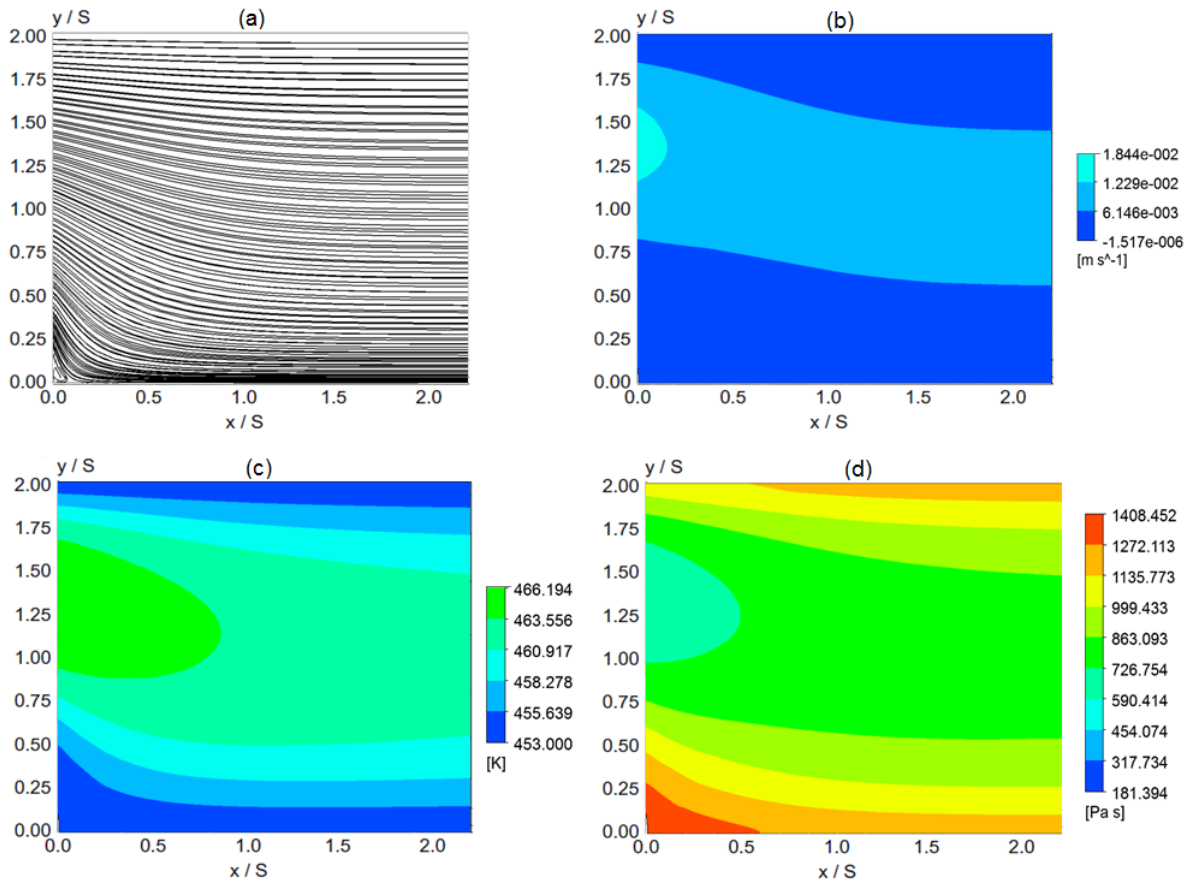 y / S
(a)
2.00
1.75
1.50
1.25
1.00
0.75
0.50
0.25
0.00
0.0 0.5 1.0 1.5 2.0
x / S
y / S
(b)
2.00
1.75
1.50
1.25
1.00
0.75
0.50
0.25
0.00
0.0 0.5 1.0 1.5 2.0
x / S
1.844e-002
1.229e-002
6.146e-003
-1.517e-006
[m s^-1]
y / S
(c)
2.00
1.75
1.50
1.25
1.00
0.75
0.50
0.25
0.00
0.0 0.5 1.0 1.5 2.0
x / S
466.194
463.556
460.917
458.278
455.639
453.000
[K]
y / S
(d)
2.00
1.75
1.50
1.25
1.00
0.75
0.50
0.25
0.00
0.0 0.5 1.0 1.5 2.0
x / S
1408.452
1272.113
1135.773
999.433
863.093
726.754
590.414
454.074
317.734
181.394
[Pa s]